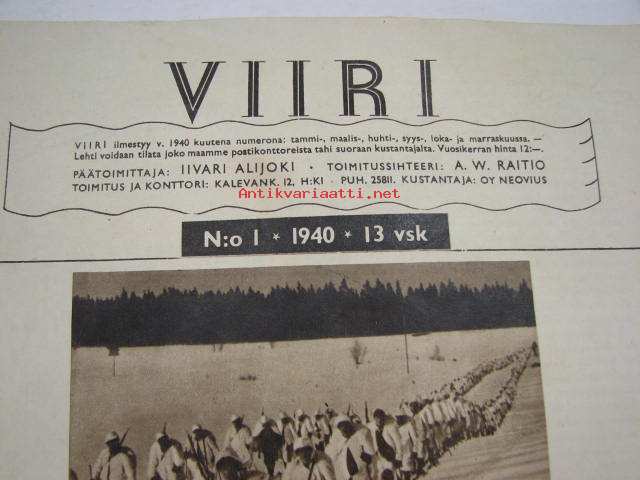 VIIRI
VIIRI ilmestyy v. 1940 kuutena numerona: tammi-, maalis-, huhti-, syys-, loka- ja marraskuussa. —
Lehti voidaan tilata joko maamme postikonttoreista tahi suoraan kustantajalta. Vuosikerran hinta 12:—.
PÄÄTOIMITTAJA: IIVARI ALIJOKI · TOIMITUSSIHTEERI: A. W. RAITIO
TOIMITUS JA KONTTORI: KALEVANK. 12, H:KI · PUH. 25811. KUSTANTAJA: OY NEOVIUS
Antikvariaatti.net
N:o 1 * 1940 * 13 vsk